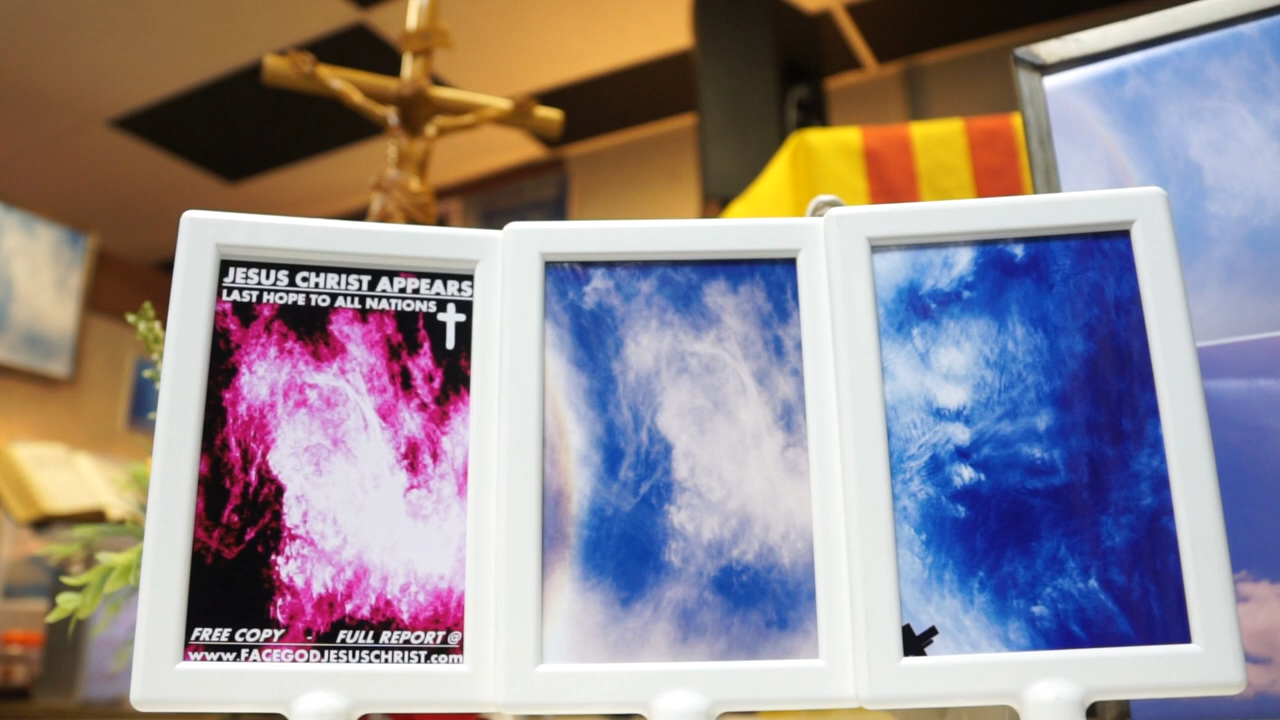 JESUS CHRIST APPEARS
LAST HOPE TO ALL NATIONS
FREE COPY - FULL REPORT @
www.FACEGODJESUSCHRIST.com